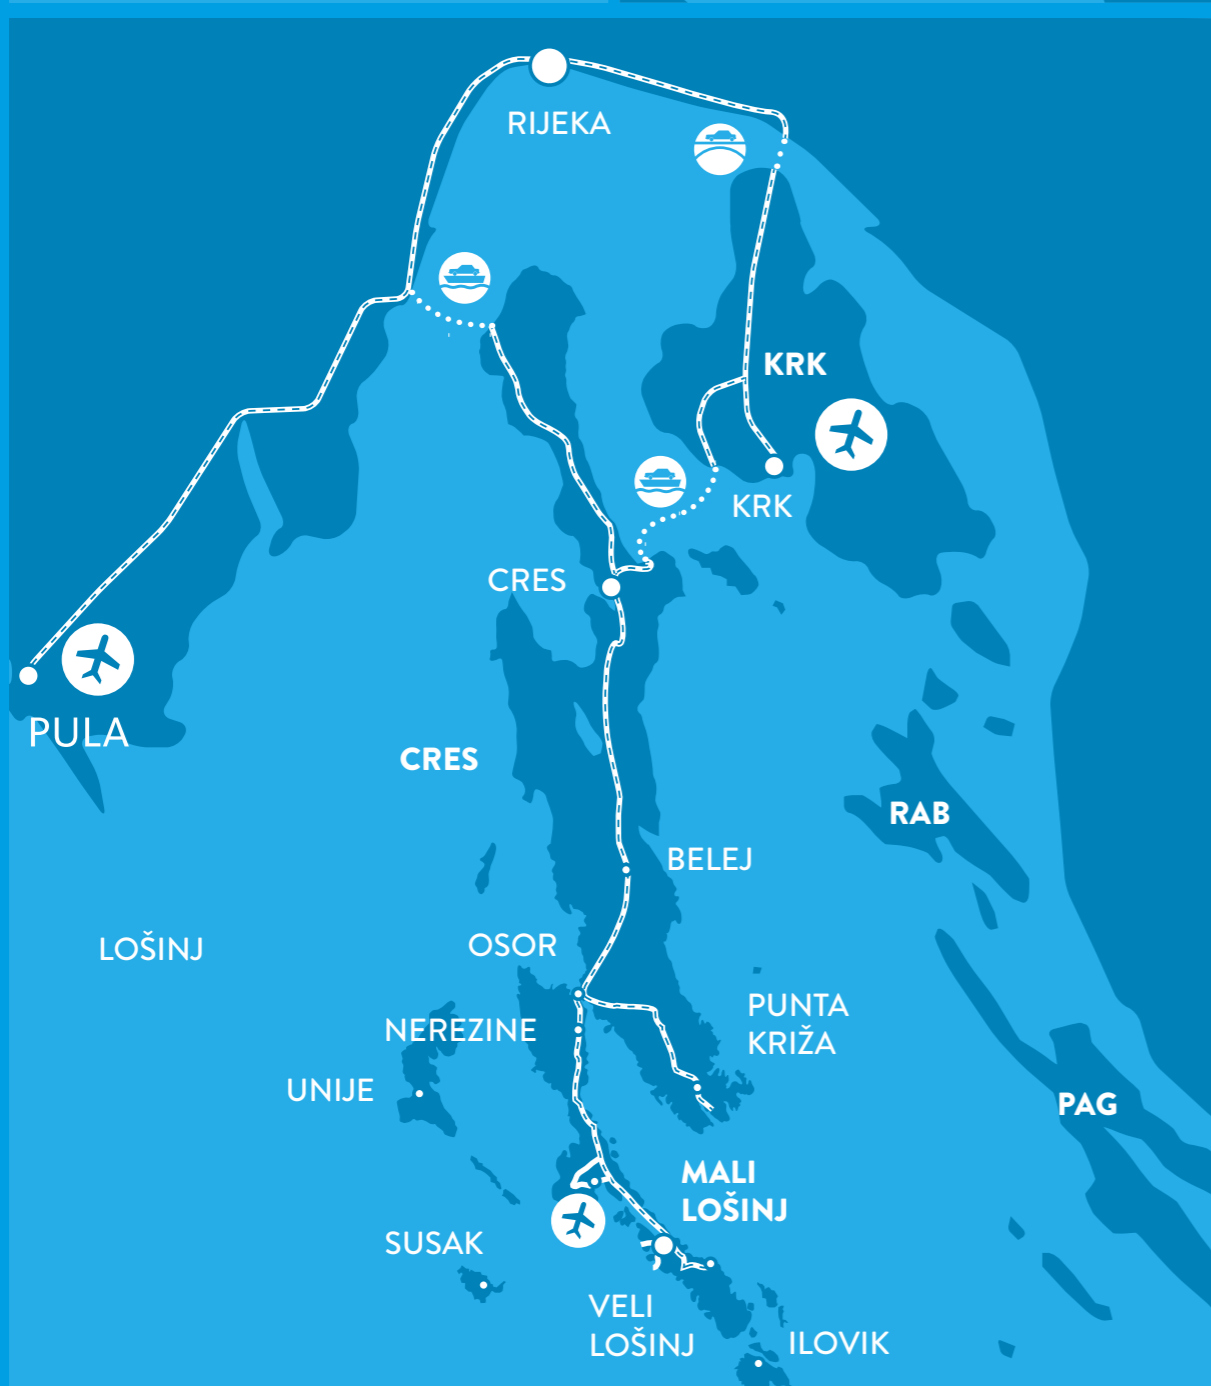 RIJEKA
KRK
KRK
CRES
PULA
CRES
RAB
BELEJ
LOŠINJ
OSOR
PUNTA
KRIŽA
NEREZINE
UNIJE
PAG
MALI
LOŠINJ
SUSAK
VELI
LOŠINJ
ILOVIK